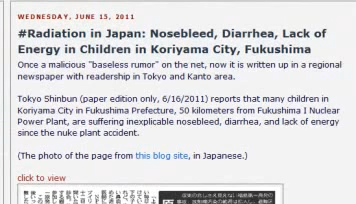 WEDNESDAY, JUNE 15, 2011
#Radiation in Japan: Nosebleed, Diarrhea, Lack of
Energy in Children in Koriyama City, Fukushima
Once a malicious "baseless rumor" on the net, now it is written up in a regional
newspaper with readership in Tokyo and Kanto area.
Tokyo Shinbun (paper edition only, 6/16/2011) reports that many children in
Koriyama City in Fukushima Prefecture, 50 kilometers from Fukushima I Nuclear
Power Plant, are suffering inexplicable nosebleed, diarrhea, and lack of energy
since the nuke plant accident.
(The photo of the page from this blog site, in Japanese.)
click to view